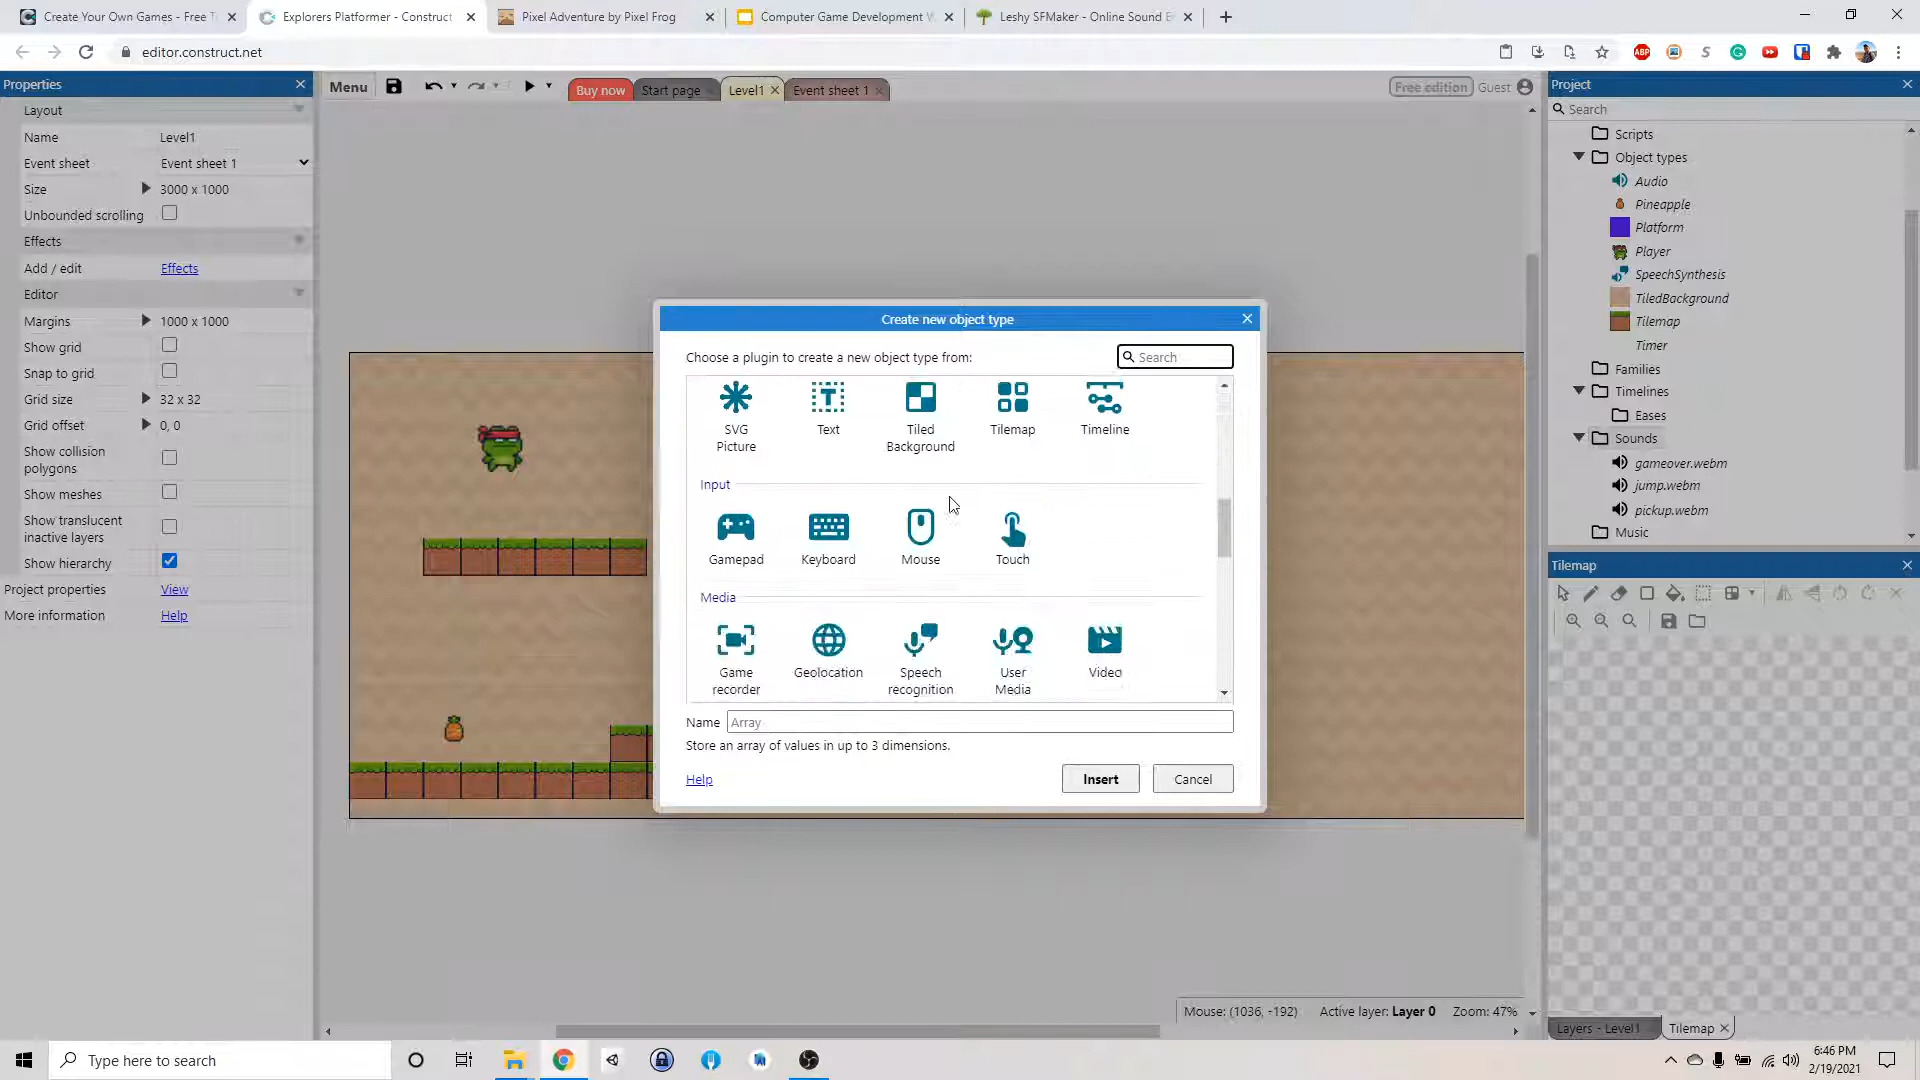 Create Your Own Games - Free T
Explorers Platformer - Construct
Pixel Adventure by Pixel Frog
Computer Game Development W
Leshy SFMaker - Online Sound E
editor.construct.net
ABP
Properties
Menu
Buy now
Start page
Level1
Event sheet 1
Free edition
Guest
Project
Layout
Name
Level1
Event sheet
Event sheet 1
Size
3000 x 1000
Unbounded scrolling
Effects
Add / edit
Effects
Editor
Margins
1000 x 1000
Show grid
Snap to grid
Grid size
32 x 32
Grid offset
0, 0
Show collision
polygons
Show meshes
Show translucent
inactive layers
Show hierarchy
Project properties
View
More information
Help
Create new object type
Choose a plugin to create a new object type from:
Search
SVG
Picture
Text
Tiled
Background
Tilemap
Timeline
Input
Gamepad
Keyboard
Mouse
Touch
Media
Game
recorder
Geolocation
Speech
recognition
User
Media
Video
Name
Array
Store an array of values in up to 3 dimensions.
Help
Insert
Cancel
Search
Scripts
Object types
Audio
Pineapple
Platform
Player
SpeechSynthesis
TiledBackground
Tilemap
Timer
Families
Timelines
Eases
Sounds
gameover.webm
jump.webm
pickup.webm
Music
Tilemap
Mouse: (1036, -192)
Active layer: Layer 0
Zoom: 47%
Layers - Level1
Tilemap
Type here to search
6:46 PM
2/19/2021